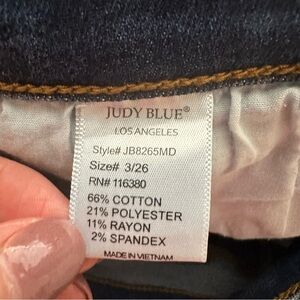 JUDY BLUE®
LOS ANGELES
Style# JB8265MD
Size# 3/26
RN# 116380
66% COTTON
21% POLYESTER
11% RAYON
2% SPANDEX
MADE IN VIETNAM